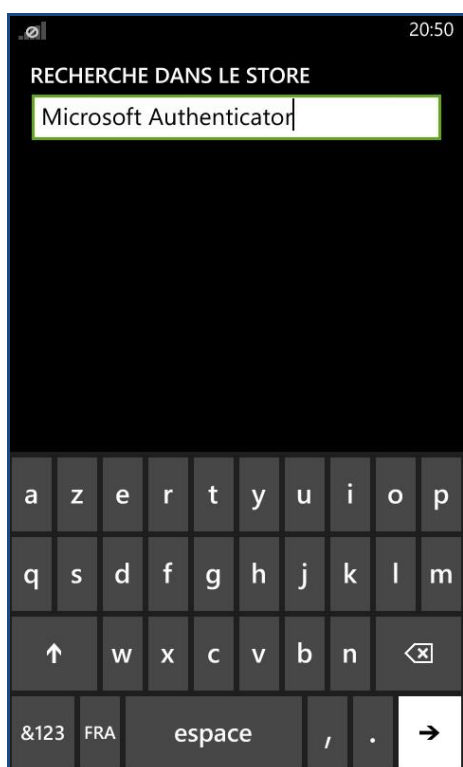 20:50
RECHERCHE DANS LE STORE
Microsoft Authenticator
a z e r t y u i o p
q s d f g h j k l m
w x c v b n
&123 FRA espace , .